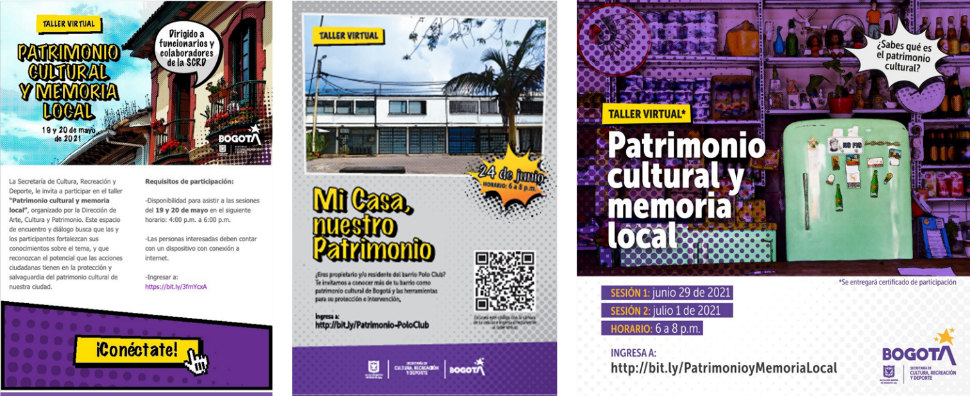 TALLER VIRTUAL
PATRIMONIO
CULTURAL
Y MEMORIA
LOCAL
19 y 20 de mayo
de 2021
Dirigido a
funcionarios y
colaboradores
de la SCRD
BOGOTÁ
La Secretaría de Cultura, Recreación y
Deporte, le invita a participar en el taller
"Patrimonio cultural y memoria
local", organizado por la Dirección de
Arte, Cultura y Patrimonio. Este espacio
de encuentro y diálogo busca que las y
los participantes fortalezcan sus
conocimientos sobre el tema, y que
reconozcan el potencial que las acciones
ciudadanas tienen en la protección y
salvaguardia del patrimonio cultural de
nuestra ciudad.
Requisitos de participación:
-Disponibilidad para asistir a las sesiones
del 19 y 20 de mayo en el siguiente
horario: 4:00 p.m. a 6:00 p.m.
-Las personas interesadas deben contar
con un dispositivo con conexión a
internet.
-Ingresar a:
https://bit.ly/3fmYcxA
¡Conéctate!
TALLER VIRTUAL
24 de junio
HORARIO: 6 a 8 p.m.
Mi Casa,
nuestro
Patrimonio
¿Eres propietario y/o residente del barrio Polo Club?
Te invitamos a conocer más de tu barrio como
patrimonio cultural de Bogotá y las herramientas
para su protección e intervención,
Ingresa a:
http://bit.ly/Patrimonio-PoloClub
SECRETARÍA DE
CULTURA, RECREACIÓN
Y DEPORTE
BOGOTÁ
¿Sabes qué es
el patrimonio
cultural?
TALLER VIRTUAL*
Patrimonio
cultural y
memoria
local
*Se entregará certificado de participación
SESIÓN 1: junio 29 de 2021
SESIÓN 2: julio 1 de 2021
HORARIO: 6 a 8 p.m.
INGRESA A:
http://bit.ly/PatrimonioyMemoriaLocal
BOGOTÁ
SECRETARÍA DE
CULTURA, RECREACIÓN
Y DEPORTE